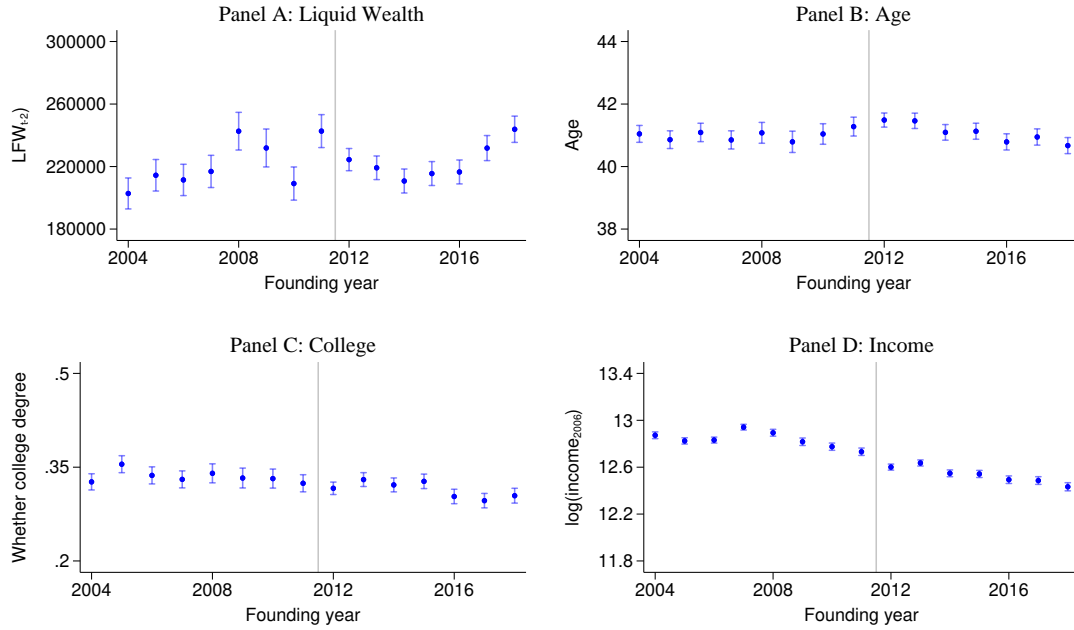 Panel A: Liquid Wealth
300000
260000
220000
180000
LFWt-2)
2004 2008 2012 2016
Founding year
Panel B: Age
44
42
40
38
Age
2004 2008 2012 2016
Founding year
Panel C: College
.5
.35
.2
Whether college degree
2004 2008 2012 2016
Founding year
Panel D: Income
13.4
13
12.6
12.2
11.8
log(income2006)
2004 2008 2012 2016
Founding year